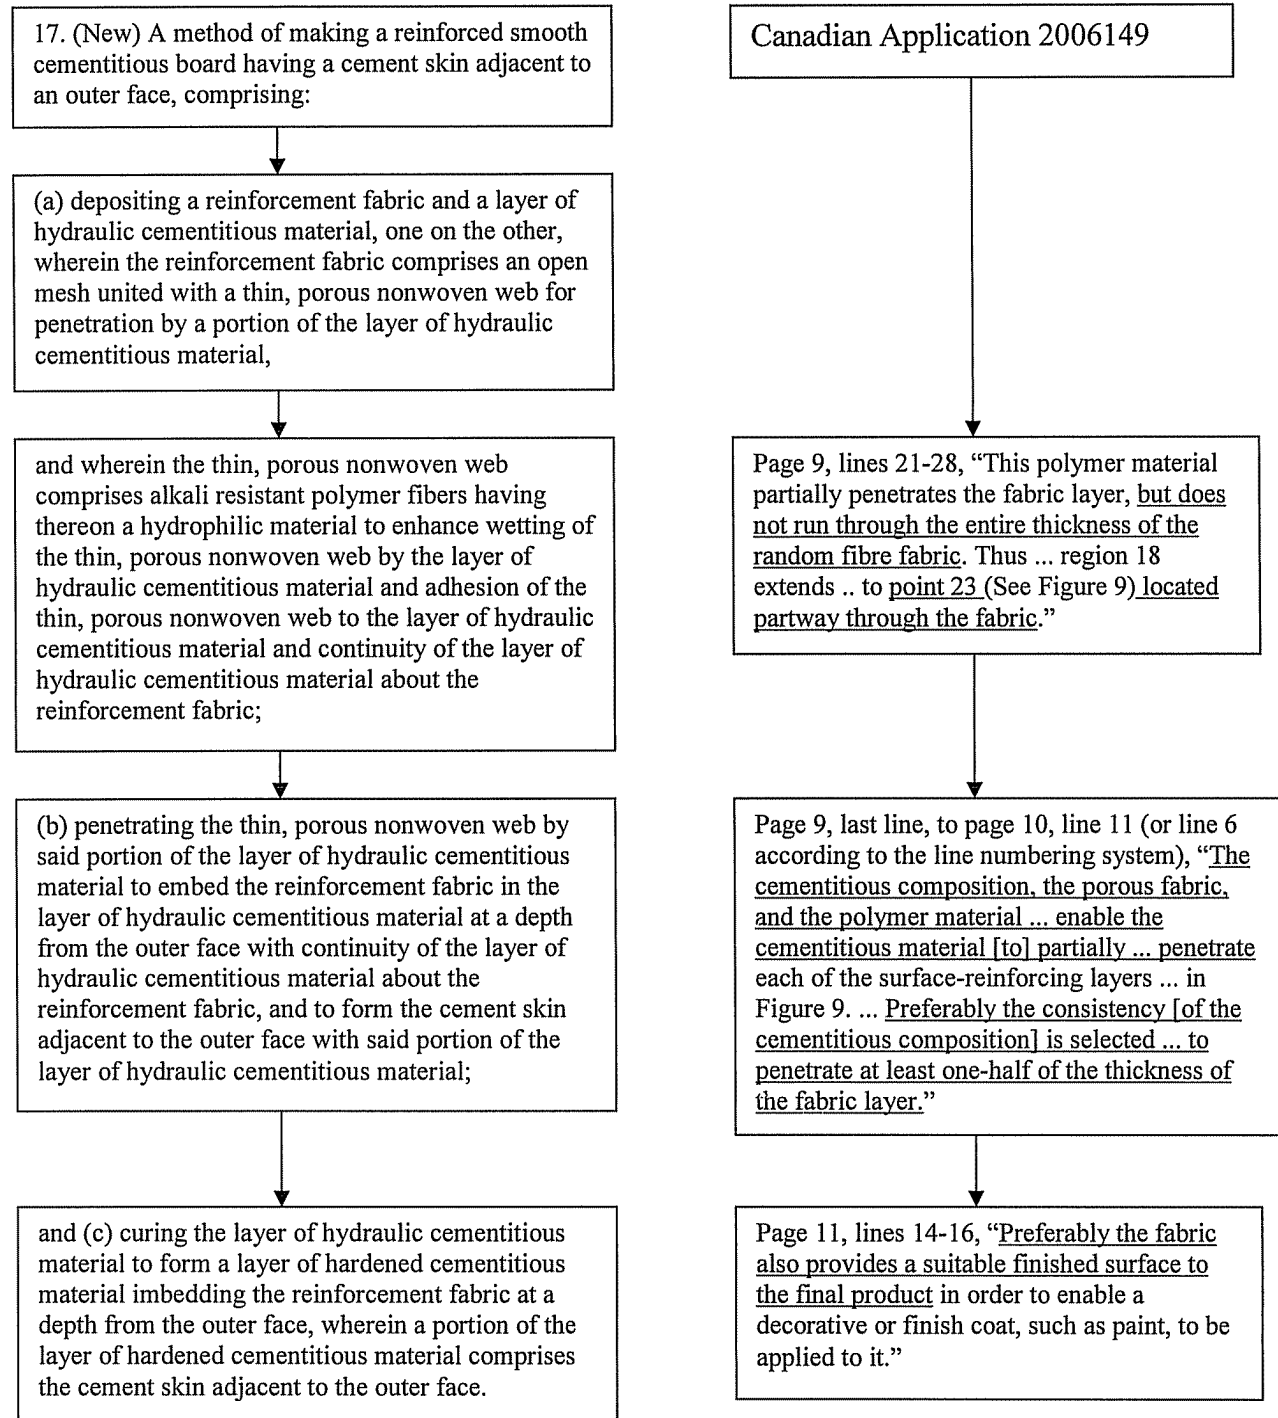 17. (New) A method of making a reinforced smooth
cementitious board having a cement skin adjacent to
an outer face, comprising:
(a) depositing a reinforcement fabric and a layer of
hydraulic cementitious material, one on the other,
wherein the reinforcement fabric comprises an open
mesh united with a thin, porous nonwoven web for
penetration by a portion of the layer of hydraulic
cementitious material,
and wherein the thin, porous nonwoven web
comprises alkali resistant polymer fibers having
thereon a hydrophilic material to enhance wetting of
the thin, porous nonwoven web by the layer of
hydraulic cementitious material and adhesion of the
thin, porous nonwoven web to the layer of hydraulic
cementitious material and continuity of the layer of
hydraulic cementitious material about the
reinforcement fabric;
(b) penetrating the thin, porous nonwoven web by
said portion of the layer of hydraulic cementitious
material to embed the reinforcement fabric in the
layer of hydraulic cementitious material at a depth
from the outer face with continuity of the layer of
hydraulic cementitious material about the
reinforcement fabric, and to form the cement skin
adjacent to the outer face with said portion of the
layer of hydraulic cementitious material;
and (c) curing the layer of hydraulic cementitious
material to form a layer of hardened cementitious
material imbedding the reinforcement fabric at a
depth from the outer face, wherein a portion of the
layer of hardened cementitious material comprises
the cement skin adjacent to the outer face.
Canadian Application 2006149
Page 9, lines 21-28, “This polymer material
partially penetrates the fabric layer, but does
not run through the entire thickness of the
random fibre fabric. Thus ... region 18
extends .. to point 23 (See Figure 9) located
partway through the fabric.”
Page 9, last line, to page 10, line 11 (or line 6
according to the line numbering system), “The
cementitious composition, the porous fabric,
and the polymer material ... enable the
cementitious material [to] partially ... penetrate
each of the surface-reinforcing layers ... in
Figure 9. ... Preferably the consistency [of the
cementitious composition] is selected ... to
penetrate at least one-half of the thickness of
the fabric layer.”
Page 11, lines 14-16, “Preferably the fabric
also provides a suitable finished surface to
the final product in order to enable a
decorative or finish coat, such as paint, to be
applied to it.”